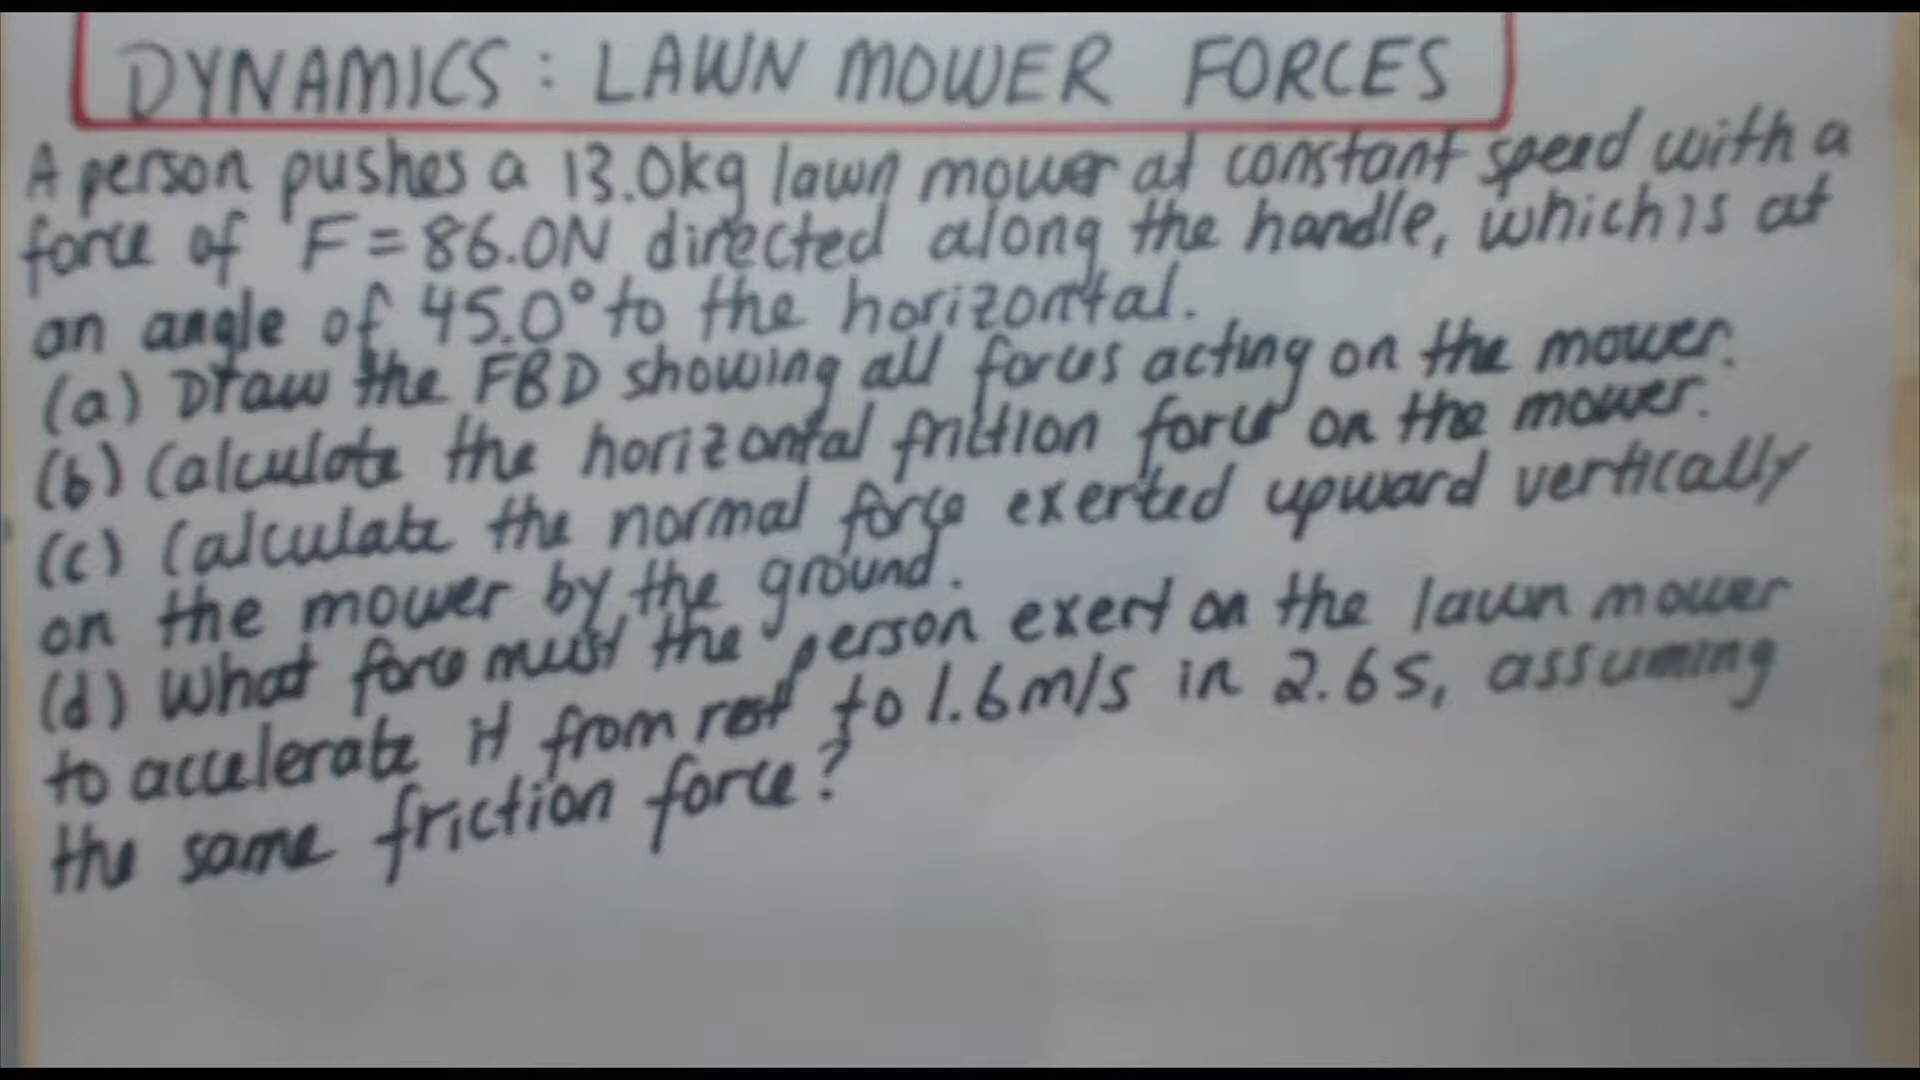 DYNAMICS: LAWN MOWER FORCES
A person pushes a 13.0kg lawn mower at constant speed with a
force of F = 86.0N directed along the handle, which is at
an angle of 45.0° to the horizontal.
(a) Draw the FBD showing all forces acting on the mower.
(b) Calculate the horizontal friction force on the mower.
(c) Calculate the normal force exerted upward vertically
on the mower by the ground.
(d) What force must the person exert on the lawn mower
to accelerate it from rest to 1.6m/s in 2.6s, assuming
the same friction force?